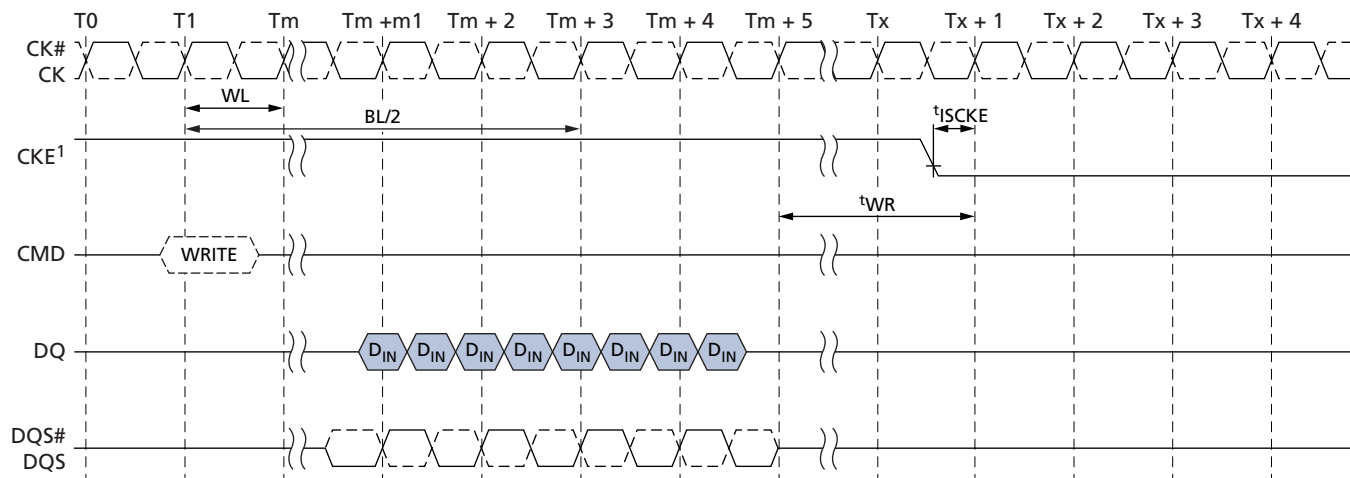 T0 T1 Tm Tm +m1 Tm + 2 Tm + 3 Tm + 4 Tm + 5 Tx Tx + 1 Tx + 2 Tx + 3 Tx + 4
CK#
CK
WL
BL/2
tISCKE
CKE1
tWR
CMD WRITE
DQ DIN DIN DIN DIN DIN DIN DIN DIN
DQS#
DQS